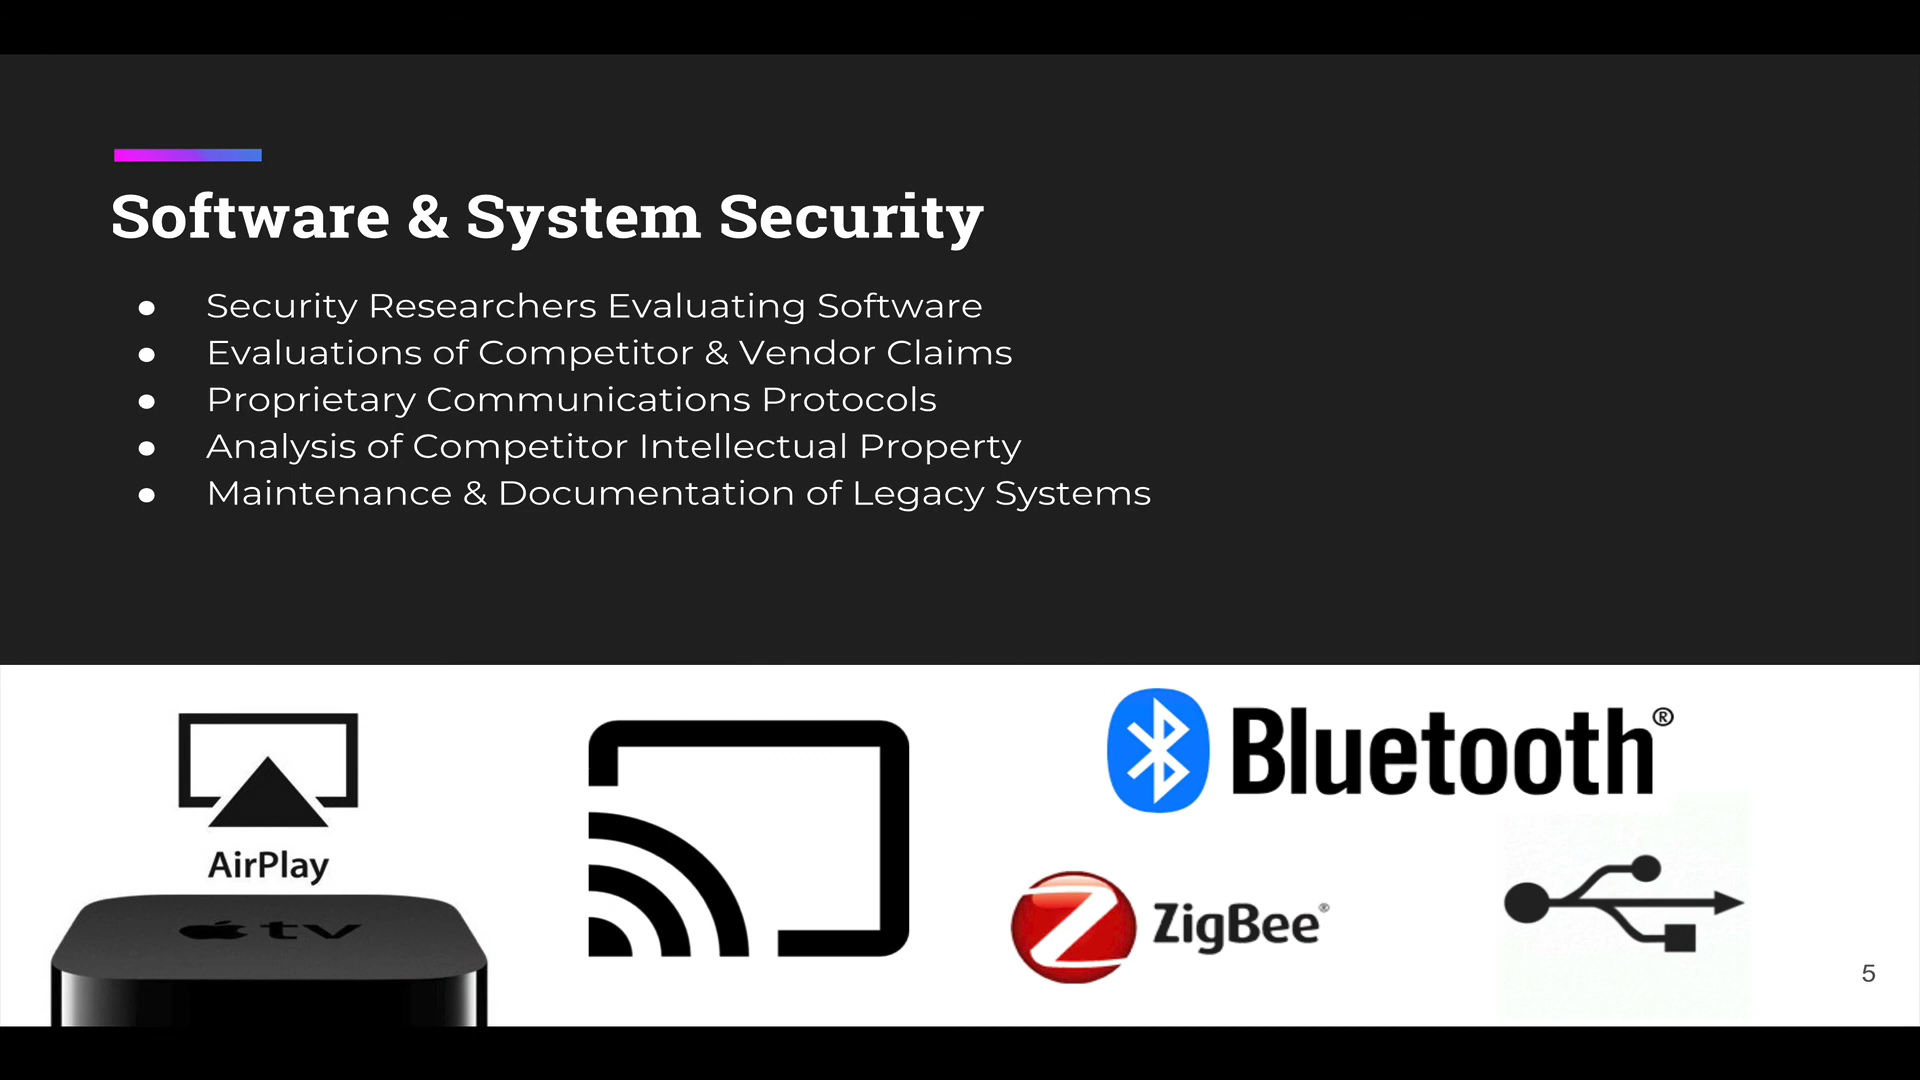 Software & System Security
● Security Researchers Evaluating Software
● Evaluations of Competitor & Vendor Claims
● Proprietary Communications Protocols
● Analysis of Competitor Intellectual Property
● Maintenance & Documentation of Legacy Systems
AirPlay
tv
Bluetooth®
ZigBee®
5